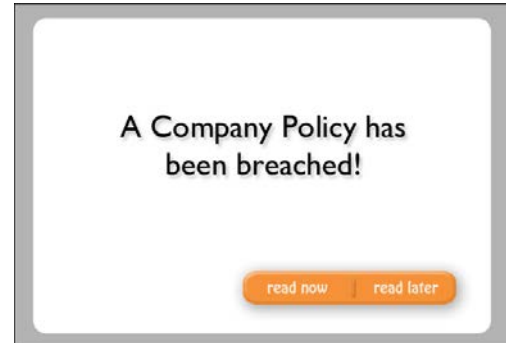 A Company Policy has
been breached!
read now read later